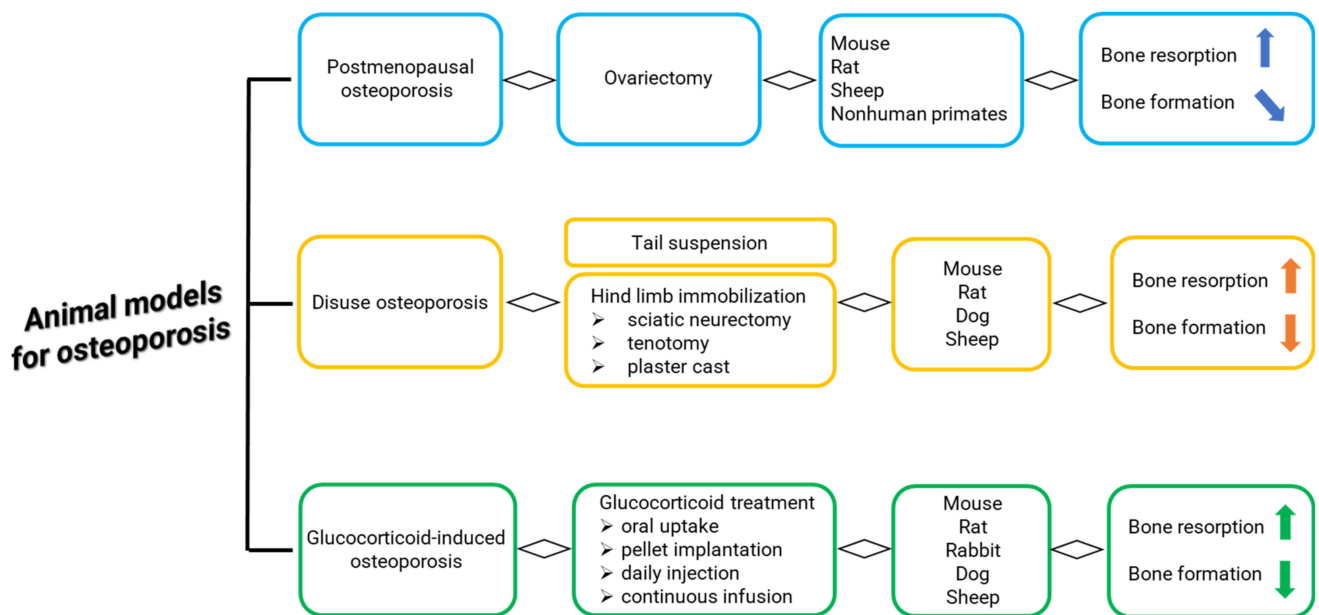 Animal models
for osteoporosis
Postmenopausal
osteoporosis
Ovariectomy
Mouse
Rat
Sheep
Nonhuman primates
Bone resorption
Bone formation
Disuse osteoporosis
Tail suspension
Hind limb immobilization
➢ sciatic neurectomy
➢ tenotomy
➢ plaster cast
Mouse
Rat
Dog
Sheep
Bone resorption
Bone formation
Glucocorticoid-induced
osteoporosis
Glucocorticoid treatment
➢ oral uptake
➢ pellet implantation
➢ daily injection
➢ continuous infusion
Mouse
Rat
Rabbit
Dog
Sheep
Bone resorption
Bone formation